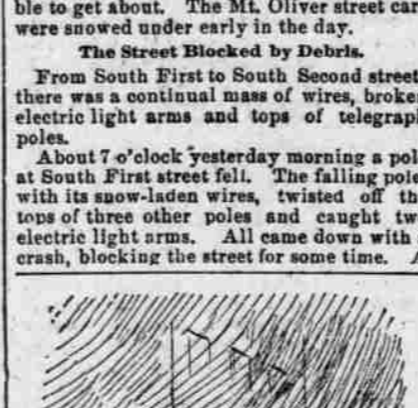 ble to get about. The Mt. Oliver street car
were snowed under early in the day.
The Street Blocked by Debris.
From South First to South Second street
there was a continual mass of wires, broke
electric light arms and tops of telegraph
poles.
About 7 o'clock yesterday morning a pol
at South First street fell. The falling pole
with its snow-laden wires, twisted off th
tops of three other poles and caught tw
electric light arms. All came down with
crash, blocking the street for some time. A